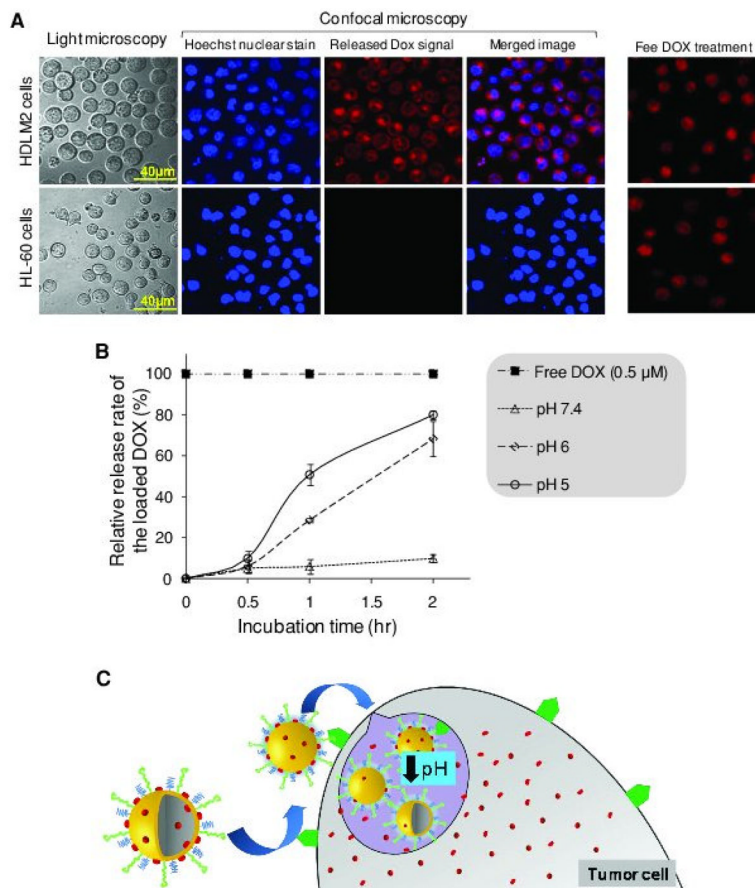 A
Confocal microscopy
Light microscopy
Hoechst nuclear stain
Released Dox signal
Merged image
Fee DOX treatment
HDLM2 cells
40µm
HL-60 cells
40µm
B
Relative release rate of
the loaded DOX (%)
100
80
60
40
20
0
0
0.5
1
1.5
2
Incubation time (hr)
Free DOX (0.5 µM)
pH 7.4
pH 6
pH 5
C
pH
Tumor cell